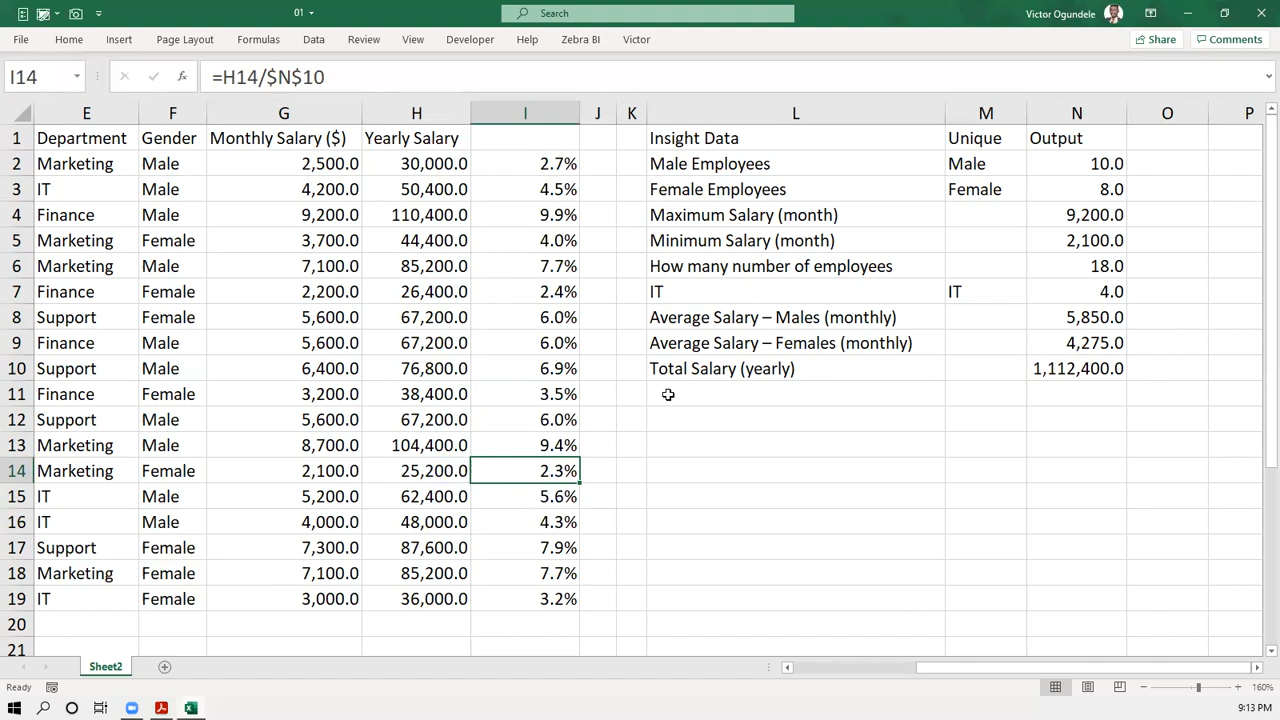 01
Search
Victor Ogundele
File Home Insert Page Layout Formulas Data Review View Developer Help Zebra BI Victor Share Comments
I14 fx =H14/$N$10
E F G H I J K L M N O P
1 Department Gender Monthly Salary ($) Yearly Salary Insight Data Unique Output
2 Marketing Male 2,500.0 30,000.0 2.7% Male Employees Male 10.0
3 IT Male 4,200.0 50,400.0 4.5% Female Employees Female 8.0
4 Finance Male 9,200.0 110,400.0 9.9% Maximum Salary (month) 9,200.0
5 Marketing Female 3,700.0 44,400.0 4.0% Minimum Salary (month) 2,100.0
6 Marketing Male 7,100.0 85,200.0 7.7% How many number of employees 18.0
7 Finance Female 2,200.0 26,400.0 2.4% IT IT 4.0
8 Support Female 5,600.0 67,200.0 6.0% Average Salary – Males (monthly) 5,850.0
9 Finance Male 5,600.0 67,200.0 6.0% Average Salary – Females (monthly) 4,275.0
10 Support Male 6,400.0 76,800.0 6.9% Total Salary (yearly) 1,112,400.0
11 Finance Female 3,200.0 38,400.0 3.5%
12 Support Male 5,600.0 67,200.0 6.0%
13 Marketing Male 8,700.0 104,400.0 9.4%
14 Marketing Female 2,100.0 25,200.0 2.3%
15 IT Male 5,200.0 62,400.0 5.6%
16 IT Male 4,000.0 48,000.0 4.3%
17 Support Female 7,300.0 87,600.0 7.9%
18 Marketing Female 7,100.0 85,200.0 7.7%
19 IT Female 3,000.0 36,000.0 3.2%
20
21
Sheet2
Ready 160%
9:13 PM